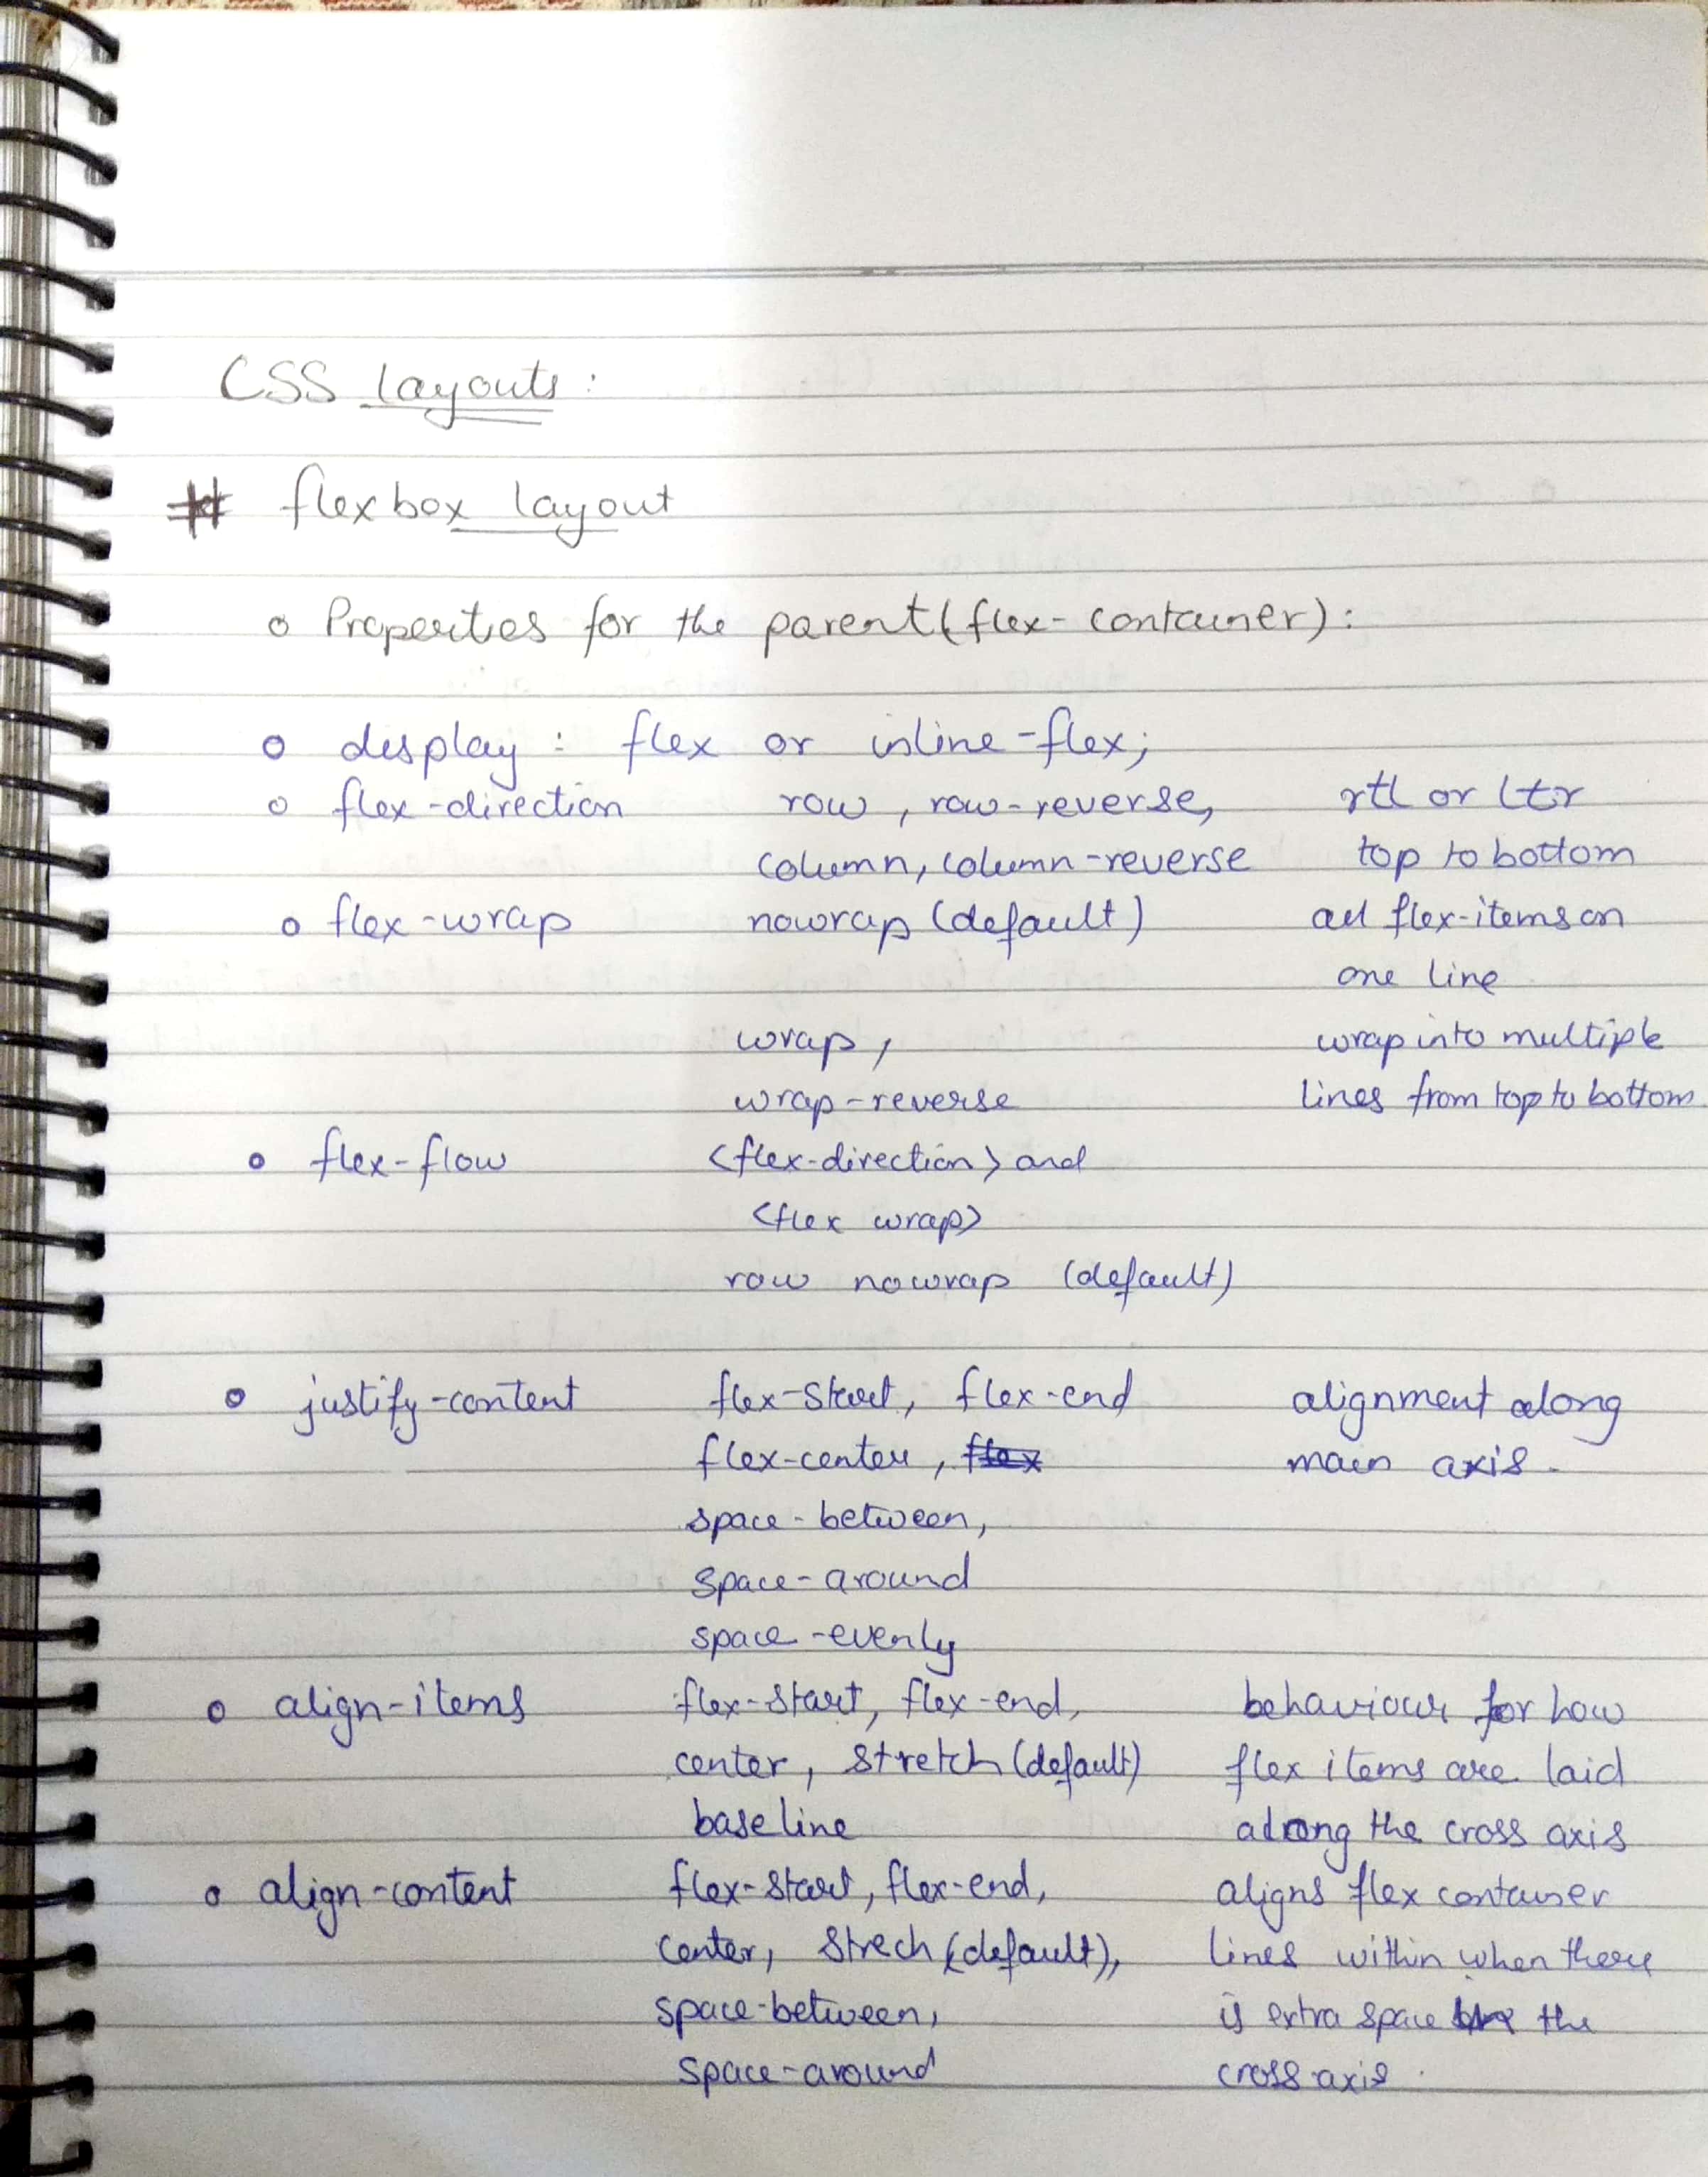 CSS layouts :
# flexbox layout
o Properties for the parent (flex-container) :
o display : flex or inline-flex;
o flex-direction row , row-reverse, rtl or ltr
column, column-reverse top to bottom
o flex-wrap nowrap (default) all flex-items on
one line
wrap , wrap into multiple
wrap-reverse lines from top to bottom
o flex-flow <flex-direction> and
<flex wrap>
row nowrap (default)
o justify-content flex-start, flex-end alignment along
flex-center, flex main axis.
space-between,
space-around
space-evenly
o align-items flex-start, flex-end, behaviour for how
center, stretch (default) flex items are laid
baseline along the cross axis
o align-content flex-start, flex-end, aligns flex container
center, strech (default), lines within when there
space-between, is extra space the
space-around cross axis.